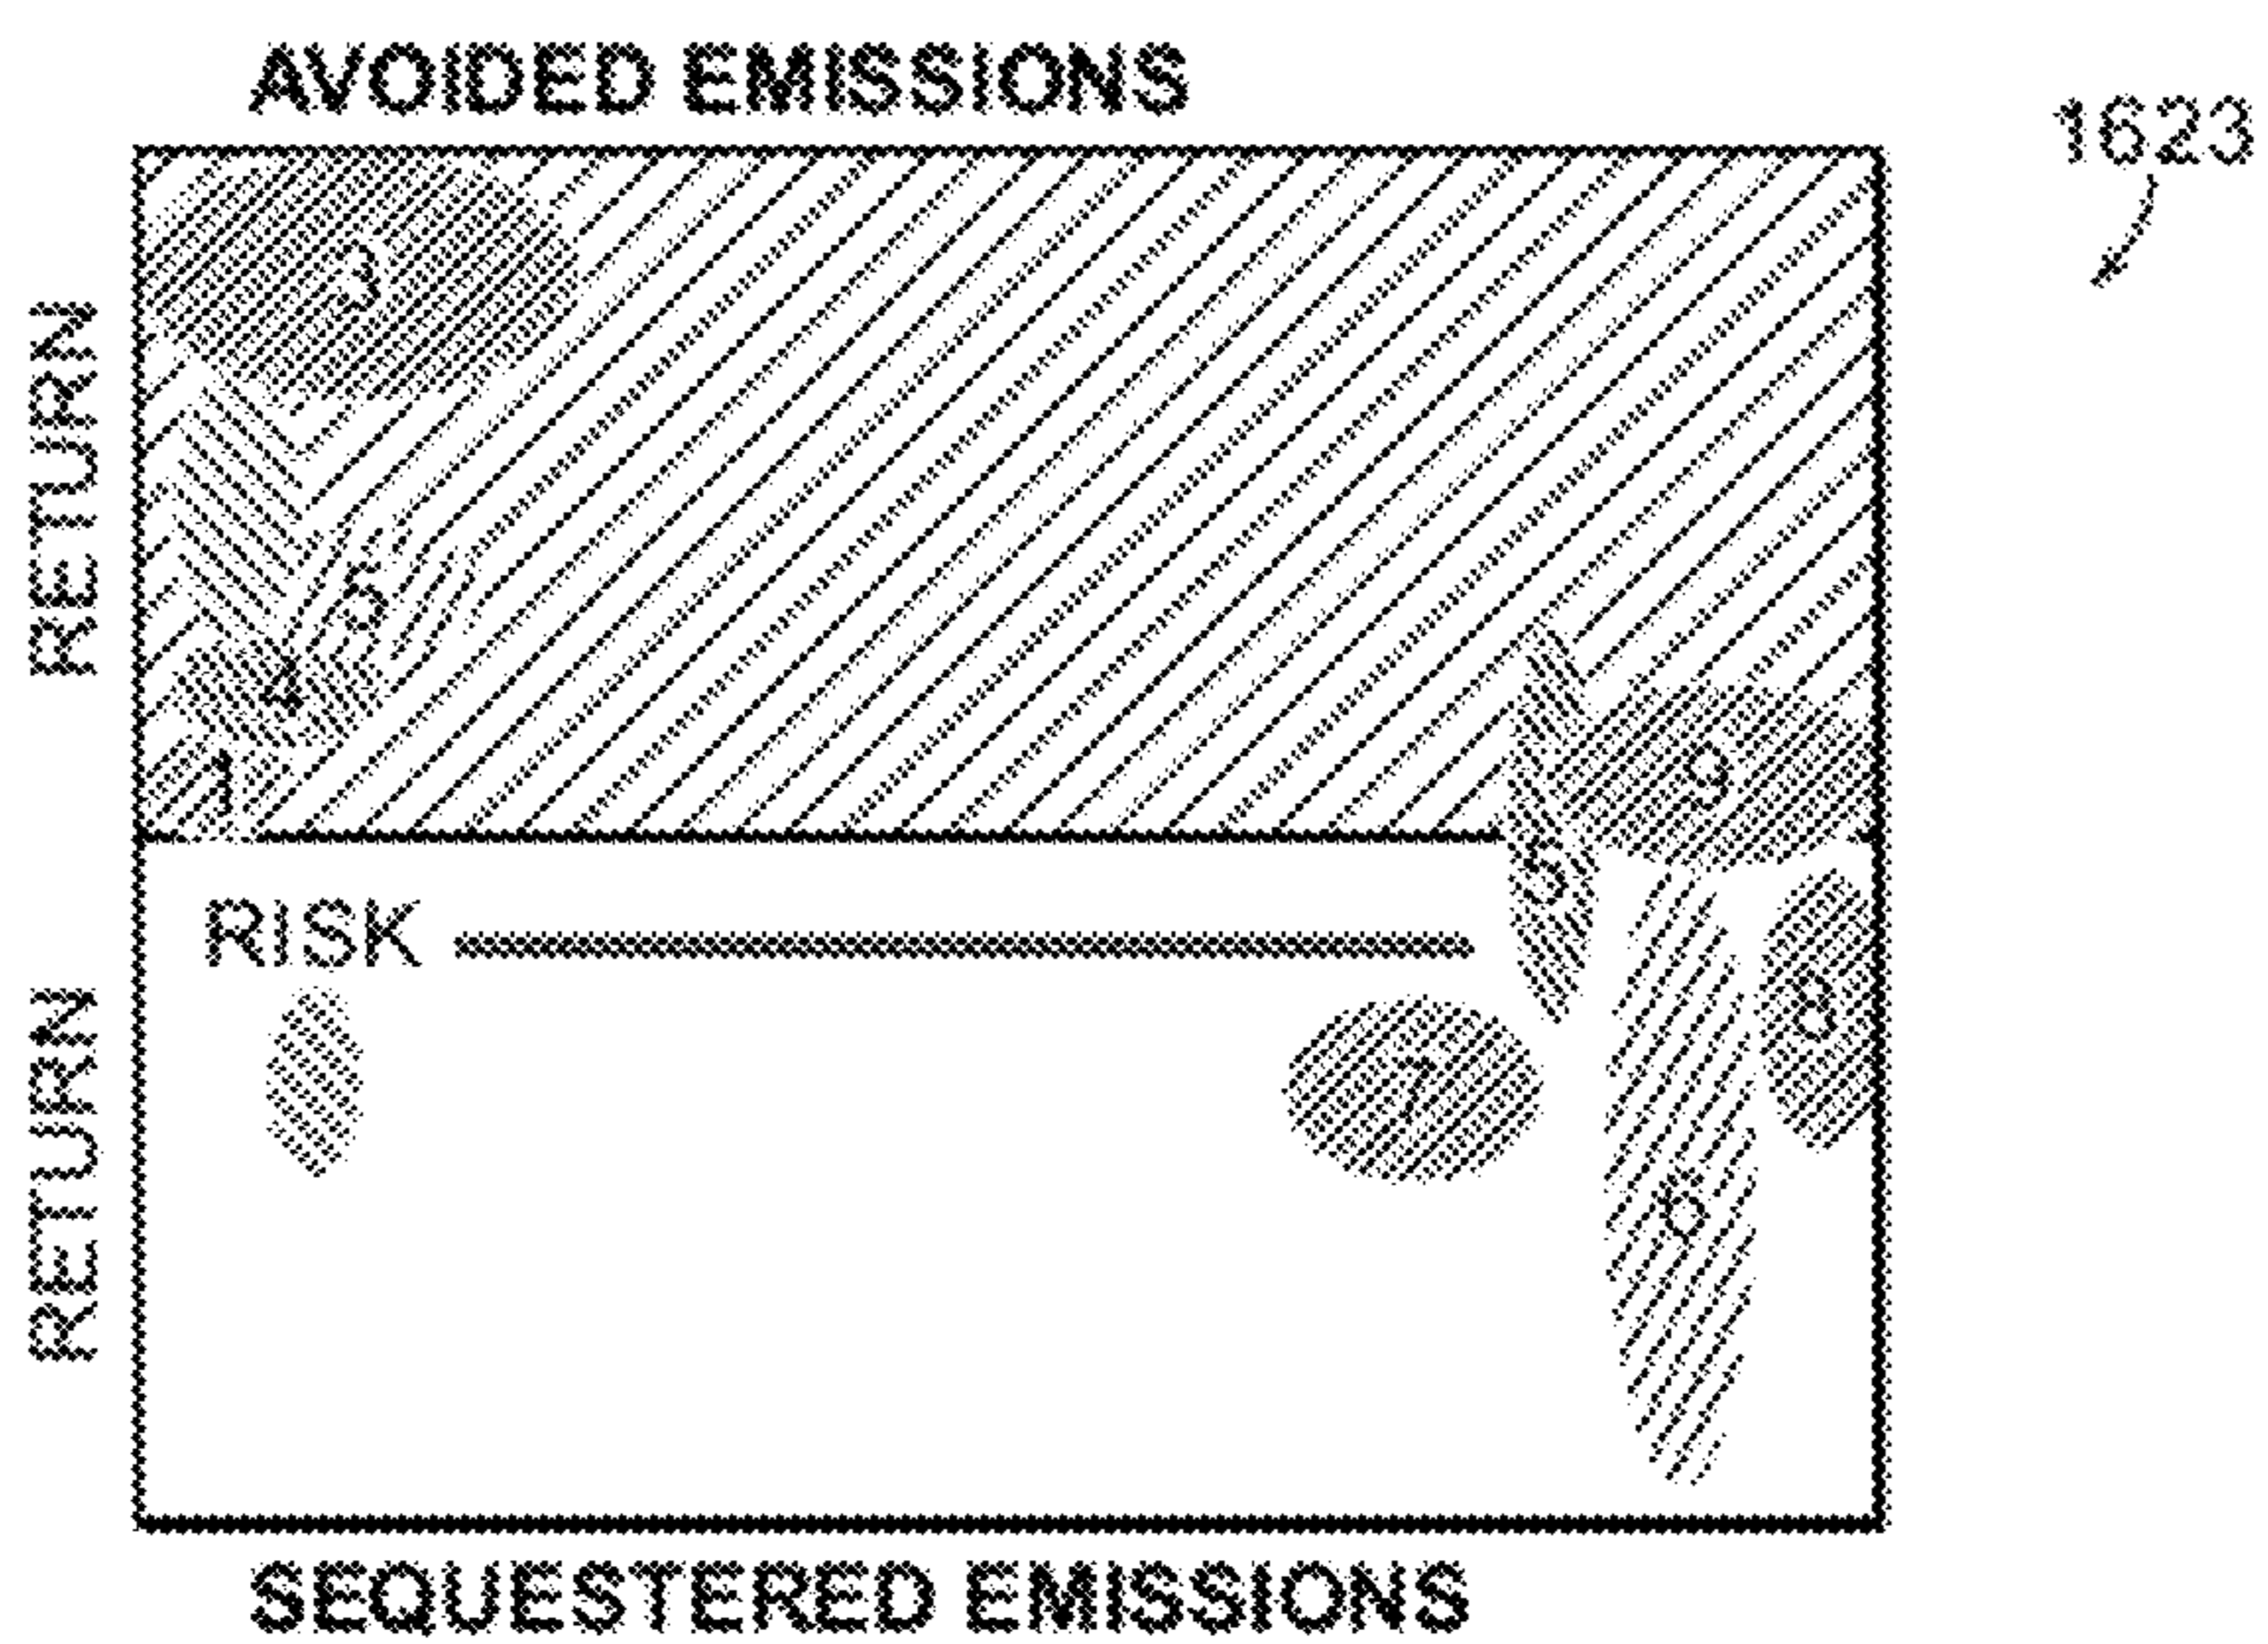 AVOIDED EMISSIONS
1623
RETURN
3
5
4
1
9
5
RISK
8
7
6
RETURN
SEQUESTERED EMISSIONS